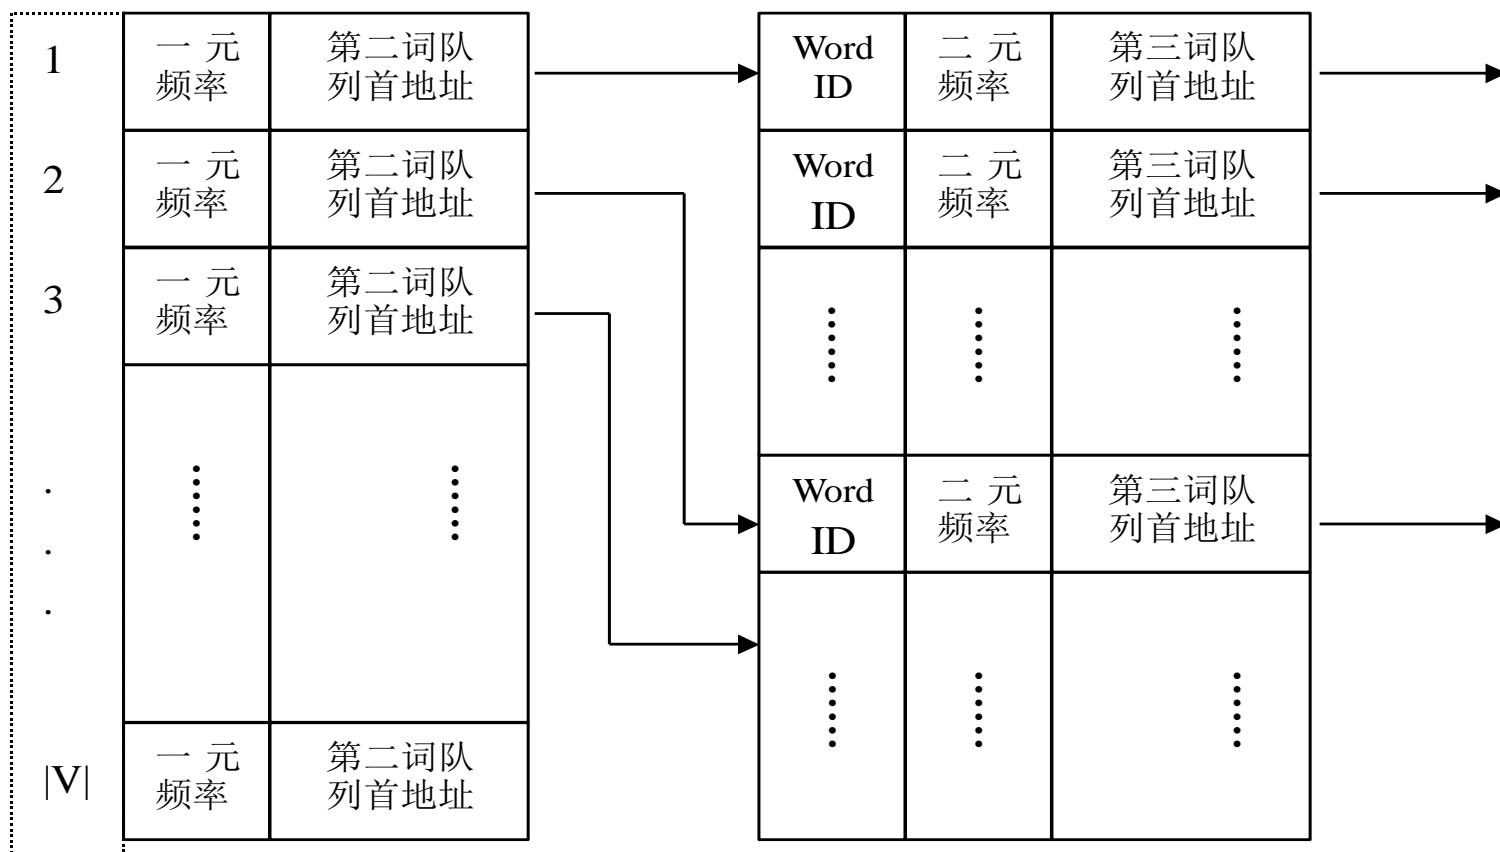 1
一 元
频率
第二词队
列首地址
Word
ID
二 元
频率
第三词队
列首地址
2
一 元
频率
第二词队
列首地址
Word
ID
二 元
频率
第三词队
列首地址
3
一 元
频率
第二词队
列首地址
Word
ID
二 元
频率
第三词队
列首地址
|V|
一 元
频率
第二词队
列首地址